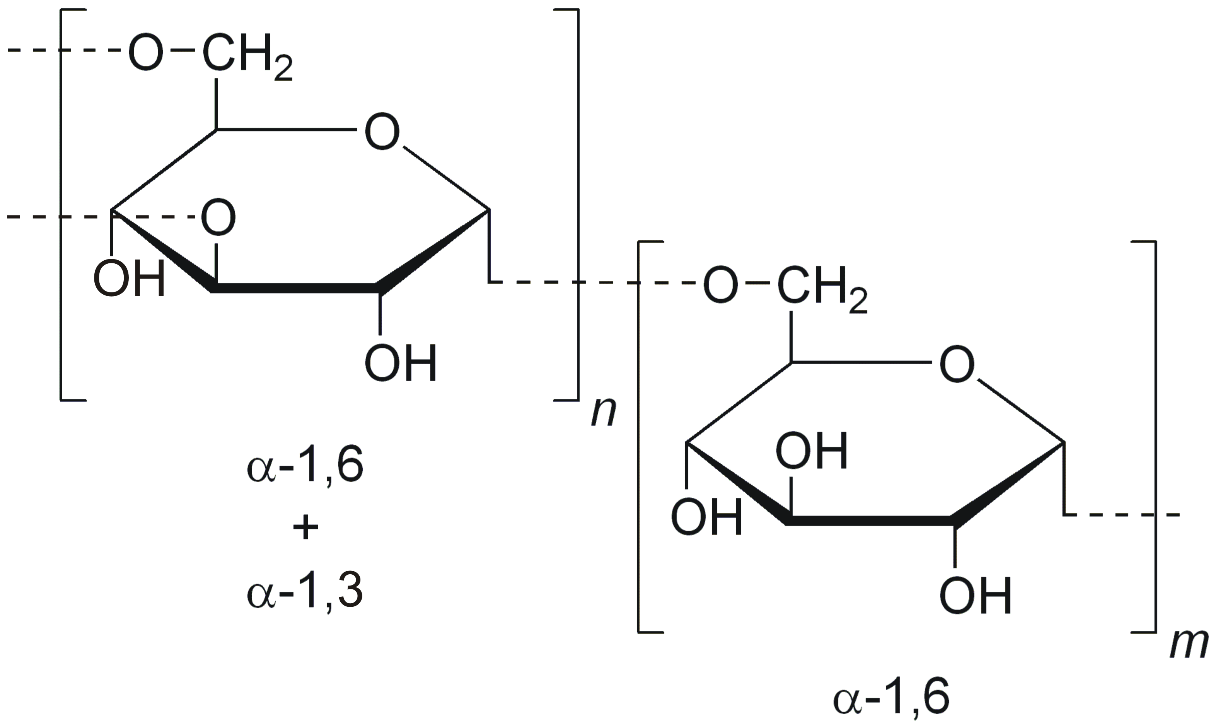 O CH₂
O
O
OH
OH
n
α-1,6
+
α-1,3
O CH₂
O
OH
OH
OH
m
α-1,6